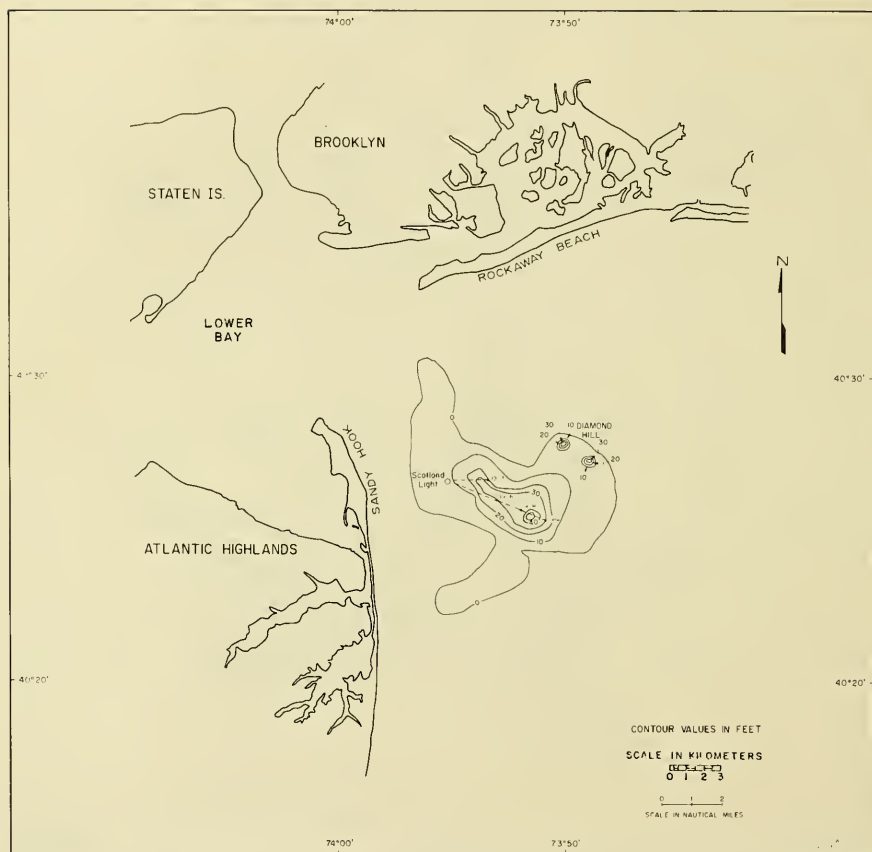 74°00' 73°50'
BROOKLYN
STATEN IS.
ROCKAWAY BEACH
N
LOWER
BAY
40°30'
0
30 10 DIAMOND
20 HILL 30
20
10
SANDY HOOK
Scotland
Light
30
20
40
10
ATLANTIC HIGHLANDS
0
40°20' 40°20'
CONTOUR VALUES IN FEET
SCALE IN KILOMETERS
0 1 2 3
0 1 2
SCALE IN NAUTICAL MILES
74°00' 73°50'